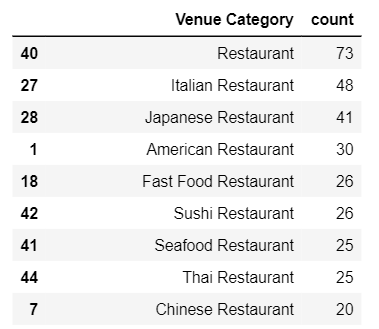 Venue Category count
40 Restaurant 73
27 Italian Restaurant 48
28 Japanese Restaurant 41
1 American Restaurant 30
18 Fast Food Restaurant 26
42 Sushi Restaurant 26
41 Seafood Restaurant 25
44 Thai Restaurant 25
7 Chinese Restaurant 20